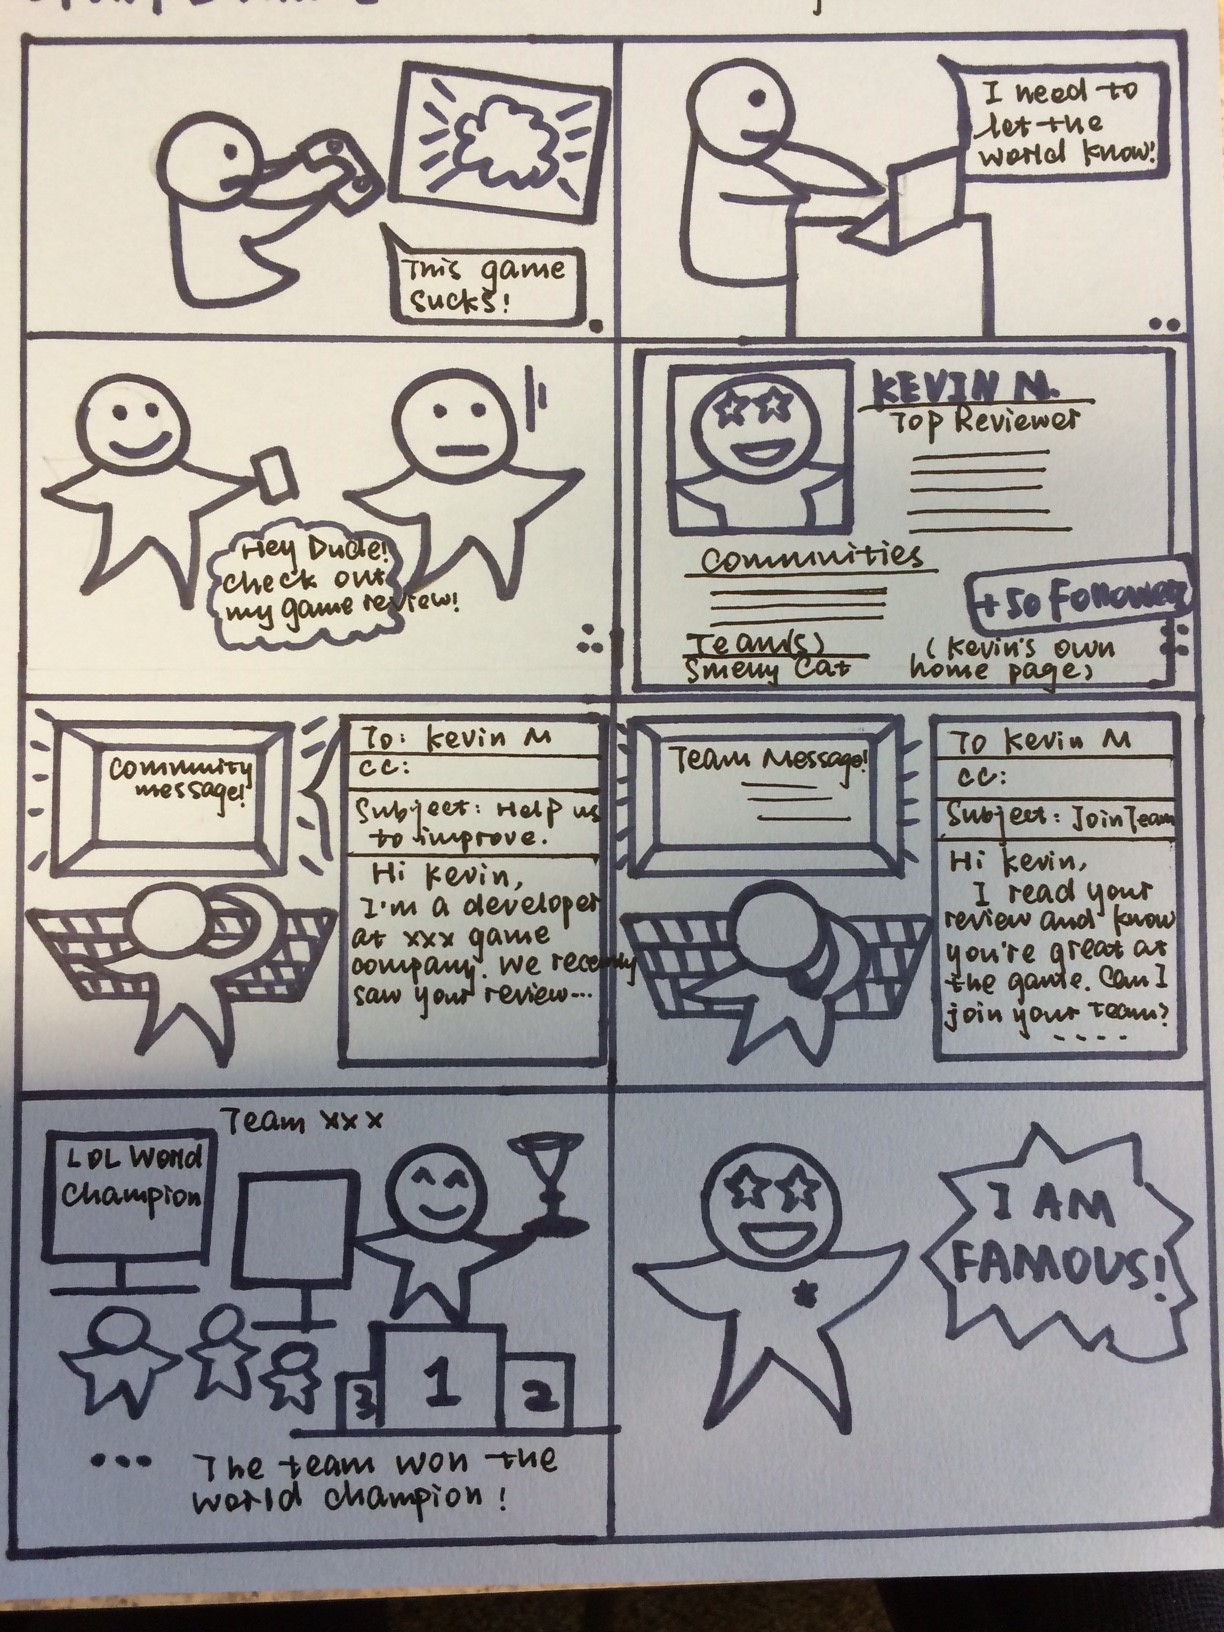 This game
sucks!
I need to
let the
world know!
Hey Dude!
check out
my game review!
KEVIN M.
Top Reviewer
Communities
+50 Followers
Team(s)
Smelly Cat
(Kevin's own
home page)
Community
message!
To: Kevin M
CC:
Subject: Help us
to improve.
Hi Kevin,
I'm a developer
at xxx game
company. We recently
saw your review...
Team Message!
To Kevin M
CC:
Subject: Join Team
Hi Kevin,
I read your
review and know
you're great at
the game. Can I
join your team?
....
Team xxx
LOL World
Champion
1
2
3
... The team won the
world champion!
I AM
FAMOUS!